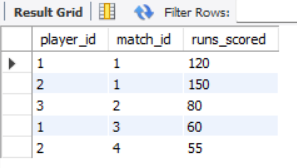 Result Grid Filter Rows:
player_id match_id runs_scored
1 1 120
2 1 150
3 2 80
1 3 60
2 4 55